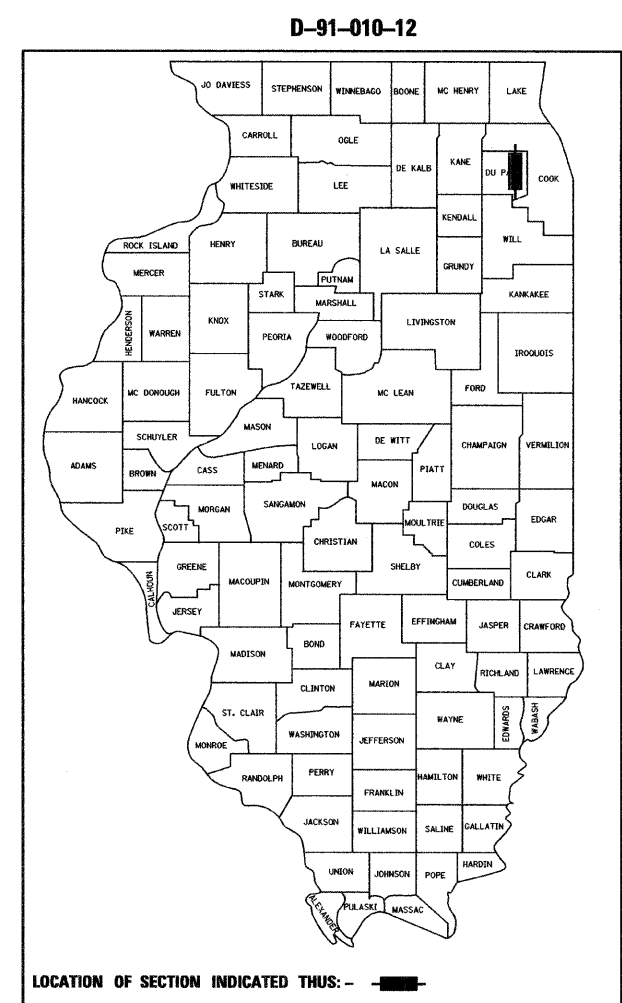 D-91-010-12
JO DAVIESS STEPHENSON WINNEBAGO BOONE MC HENRY LAKE
CARROLL OGLE
DE KALB KANE DU PA COOK
WHITESIDE LEE
KENDALL
WILL
ROCK ISLAND HENRY BUREAU LA SALLE
GRUNDY
MERCER PUTNAM
KANKAKEE
STARK MARSHALL
HENDERSON WARREN KNOX LIVINGSTON
PEORIA WOODFORD
IROQUOIS
TAZEWELL
HANCOCK MC DONOUGH FULTON MC LEAN FORD
MASON
SCHUYLER LOGAN DE WITT CHAMPAIGN VERMILION
ADAMS BROWN CASS MENARD PIATT
MACON
MORGAN SANGAMON DOUGLAS
PIKE SCOTT MOULTRIE EDGAR
CHRISTIAN COLES
GREENE SHELBY
CALHOUN MACOUPIN MONTGOMERY CUMBERLAND CLARK
JERSEY
FAYETTE EFFINGHAM JASPER CRAWFORD
MADISON BOND
CLAY RICHLAND LAWRENCE
CLINTON MARION
ST. CLAIR WAYNE EDWARDS WABASH
WASHINGTON JEFFERSON
MONROE
RANDOLPH PERRY HAMILTON WHITE
FRANKLIN
JACKSON WILLIAMSON SALINE GALLATIN
UNION JOHNSON POPE HARDIN
ALEXANDER PULASKI MASSAC
LOCATION OF SECTION INDICATED THUS: -